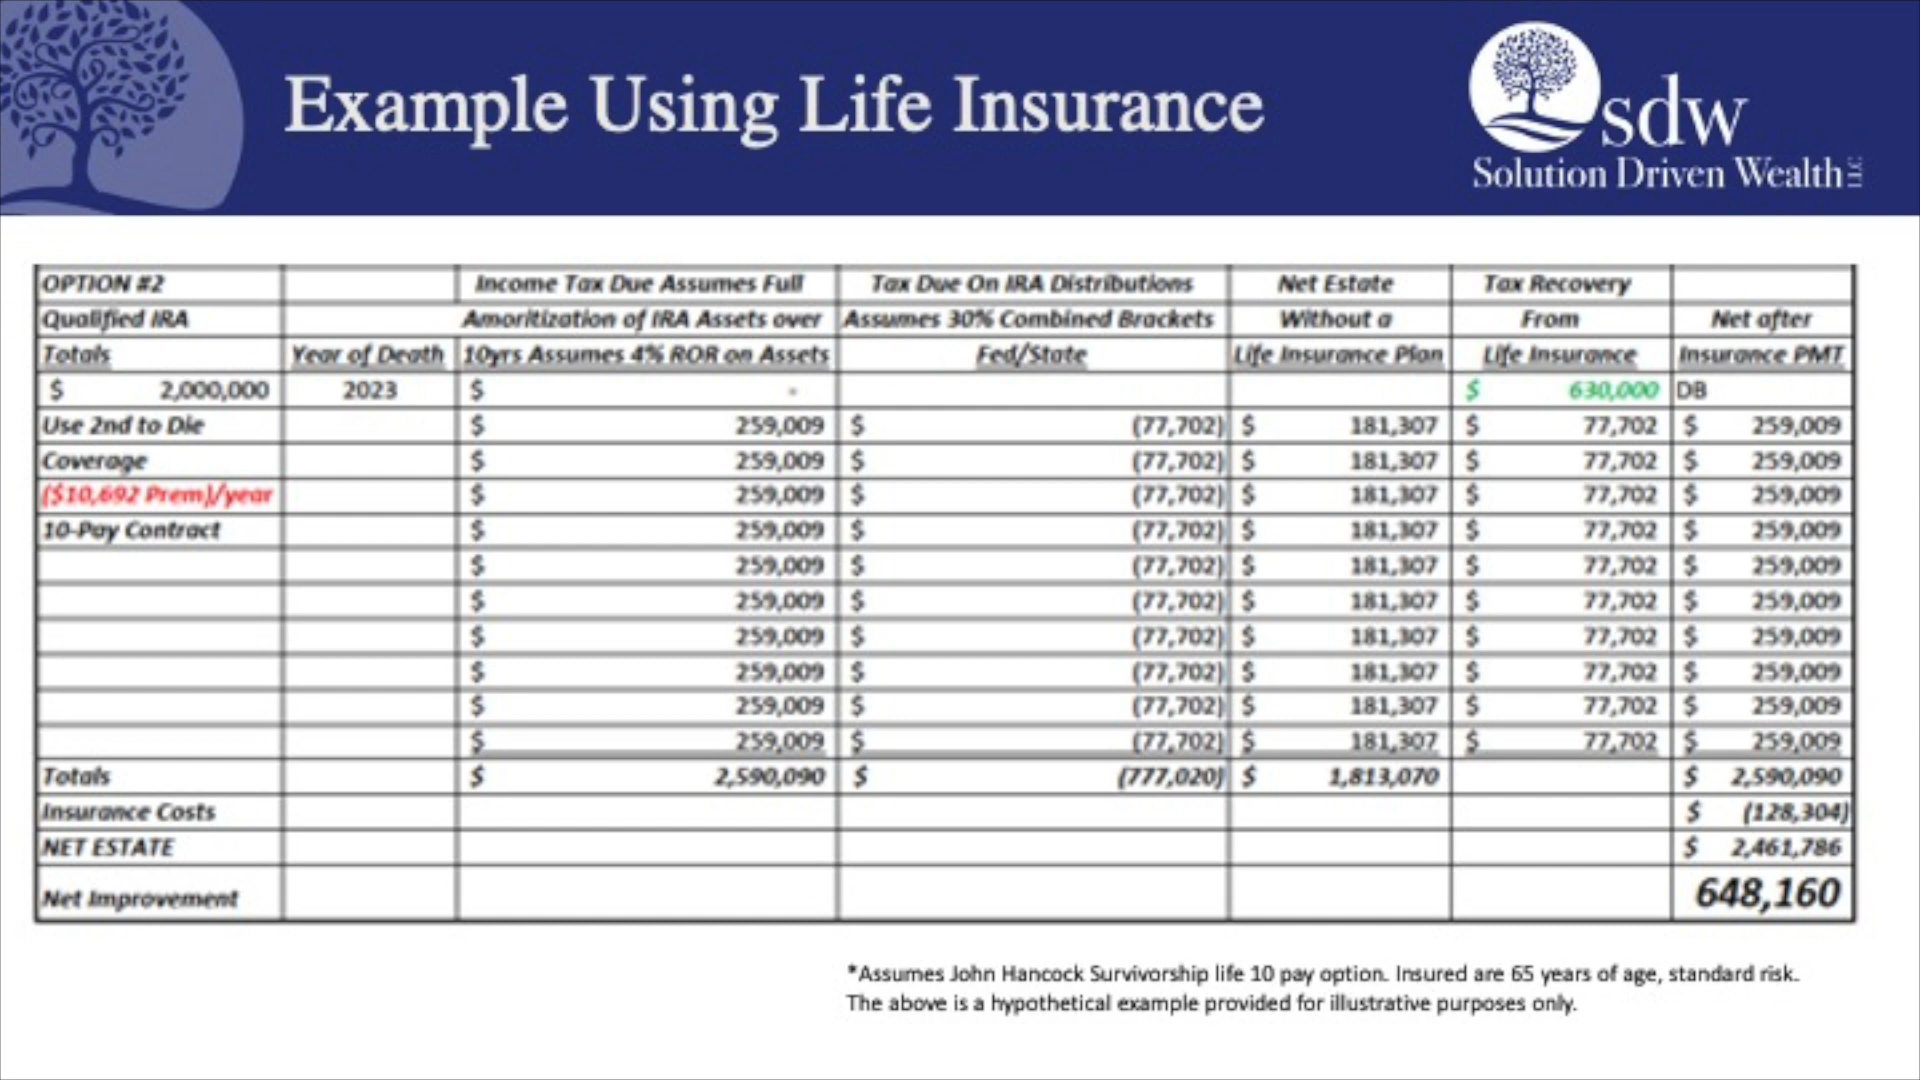 Example Using Life Insurance
sdw
Solution Driven Wealth LLC
OPTION #2 Income Tax Due Assumes Full Tax Due On IRA Distributions Net Estate Tax Recovery
Qualified IRA Amoritization of IRA Assets over Assumes 30% Combined Brackets Without a From Net after
Totals Year of Death 10yrs Assumes 4% ROR on Assets Fed/State Life Insurance Plan Life Insurance Insurance PMT
$ 2,000,000 2023 $ - $ 630,000 DB
Use 2nd to Die $ 259,009 $ (77,702) $ 181,307 $ 77,702 $ 259,009
Coverage $ 259,009 $ (77,702) $ 181,307 $ 77,702 $ 259,009
($10,692 Prem)/year $ 259,009 $ (77,702) $ 181,307 $ 77,702 $ 259,009
10-Pay Contract $ 259,009 $ (77,702) $ 181,307 $ 77,702 $ 259,009
$ 259,009 $ (77,702) $ 181,307 $ 77,702 $ 259,009
$ 259,009 $ (77,702) $ 181,307 $ 77,702 $ 259,009
$ 259,009 $ (77,702) $ 181,307 $ 77,702 $ 259,009
$ 259,009 $ (77,702) $ 181,307 $ 77,702 $ 259,009
$ 259,009 $ (77,702) $ 181,307 $ 77,702 $ 259,009
$ 259,009 $ (77,702) $ 181,307 $ 77,702 $ 259,009
Totals $ 2,590,090 $ (777,020) $ 1,813,070 $ 2,590,090
Insurance Costs $ (128,304)
NET ESTATE $ 2,461,786
Net Improvement 648,160
*Assumes John Hancock Survivorship life 10 pay option. Insured are 65 years of age, standard risk.
The above is a hypothetical example provided for illustrative purposes only.